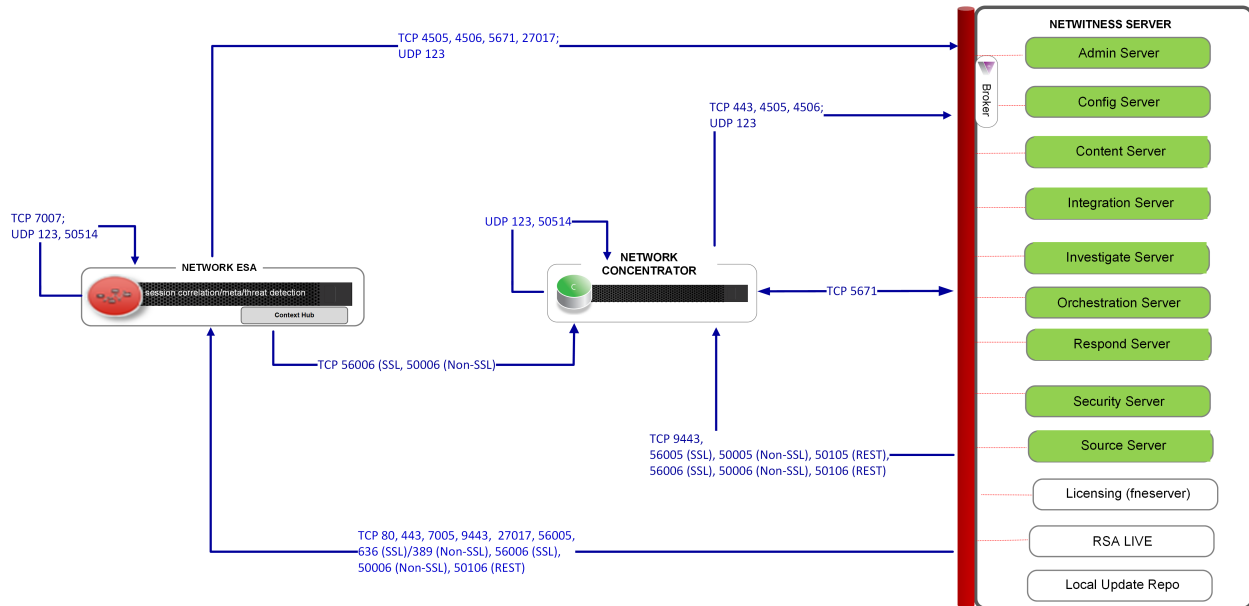 NETWITNESS SERVER
Admin Server
Broker
Config Server
Content Server
Integration Server
Investigate Server
Orchestration Server
Respond Server
Security Server
Source Server
Licensing (fneserver)
RSA LIVE
Local Update Repo
TCP 4505, 4506, 5671, 27017;
UDP 123
TCP 443, 4505, 4506;
UDP 123
TCP 7007;
UDP 123, 50514
UDP 123, 50514
NETWORK ESA
session correlation/meta/threat detection
Context Hub
NETWORK
CONCENTRATOR
C
TCP 5671
TCP 56006 (SSL, 50006 (Non-SSL)
TCP 9443,
56005 (SSL), 50005 (Non-SSL), 50105 (REST),
56006 (SSL), 50006 (Non-SSL), 50106 (REST)
TCP 80, 443, 7005, 9443, 27017, 56005,
636 (SSL)/389 (Non-SSL), 56006 (SSL),
50006 (Non-SSL), 50106 (REST)